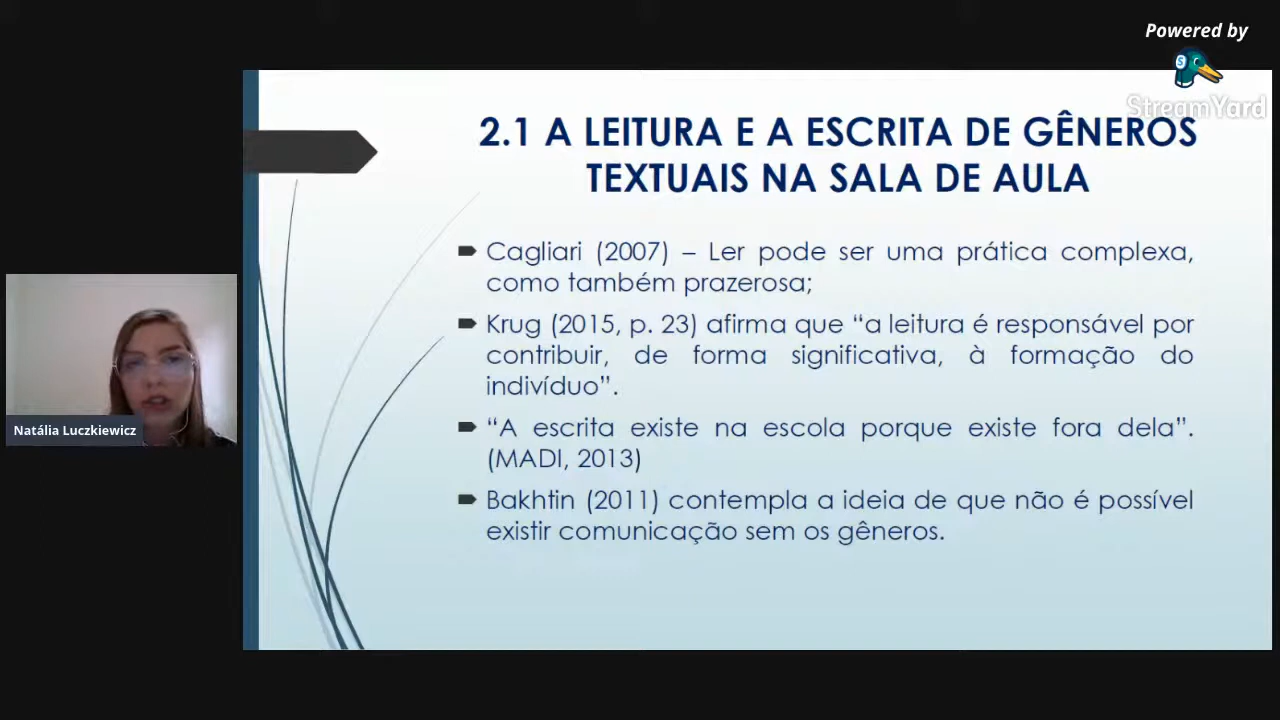 Powered by
StreamYard
2.1 A LEITURA E A ESCRITA DE GÊNEROS
TEXTUAIS NA SALA DE AULA
Cagliari (2007) – Ler pode ser uma prática complexa,
como também prazerosa;
Krug (2015, p. 23) afirma que “a leitura é responsável por
contribuir, de forma significativa, à formação do
indivíduo”.
“A escrita existe na escola porque existe fora dela”.
(MADI, 2013)
Bakhtin (2011) contempla a ideia de que não é possível
existir comunicação sem os gêneros.
Natália Luczkiewicz